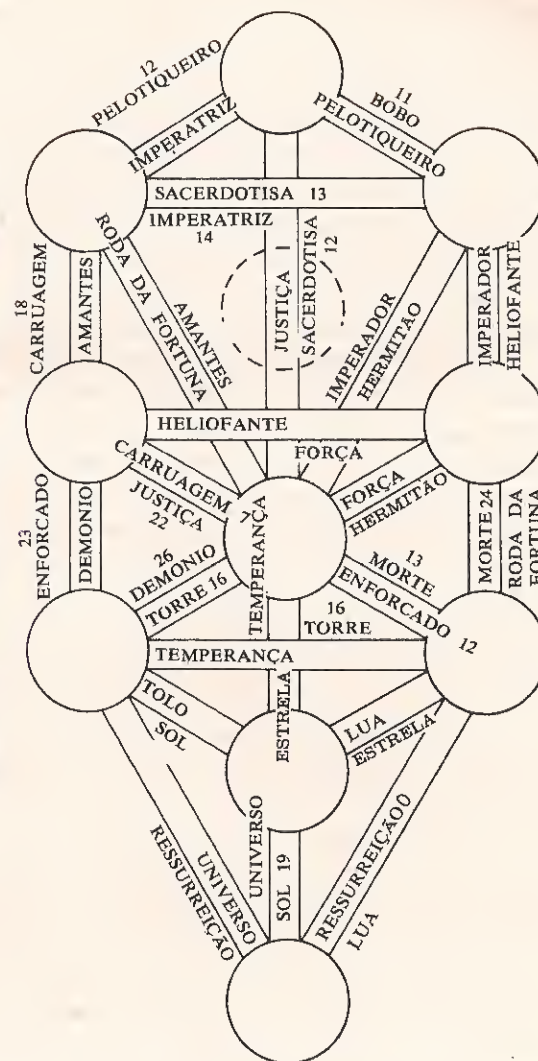 12
PELOTIQUEIRO
IMPERATRIZ
11
BOBO
PELOTIQUEIRO
SACERDOTISA 13
IMPERATRIZ
14
RODA DA FORTUNA
AMANTES
JUSTIÇA
SACERDOTISA
12
IMPERADOR
HERMITÃO
18
CARRUAGEM
AMANTES
IMPERADOR
HELIOFANTE
HELIOFANTE
FORÇA
CARRUAGEM 7
JUSTIÇA
22
FORÇA
HERMITÃO
23
ENFORCADO
DEMONIO
26
DEMONIO
TORRE 16
TEMPERANÇA
13
MORTE
ENFORCADO 12
16
TORRE
MORTE 24
RODA DA
FORTUNA
TEMPERANÇA
TOLO
SOL
ESTRELA
LUA
ESTRELA
RESSURREIÇÃO
UNIVERSO
UNIVERSO
SOL 19
RESSURREIÇÃO 0
LUA